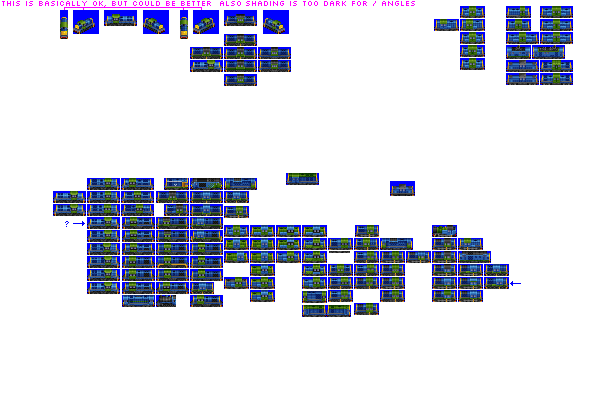 THIS IS BASICALLY OK, BUT COULD BE BETTER ALSO SHADING IS TOO DARK FOR / ANGLES
?